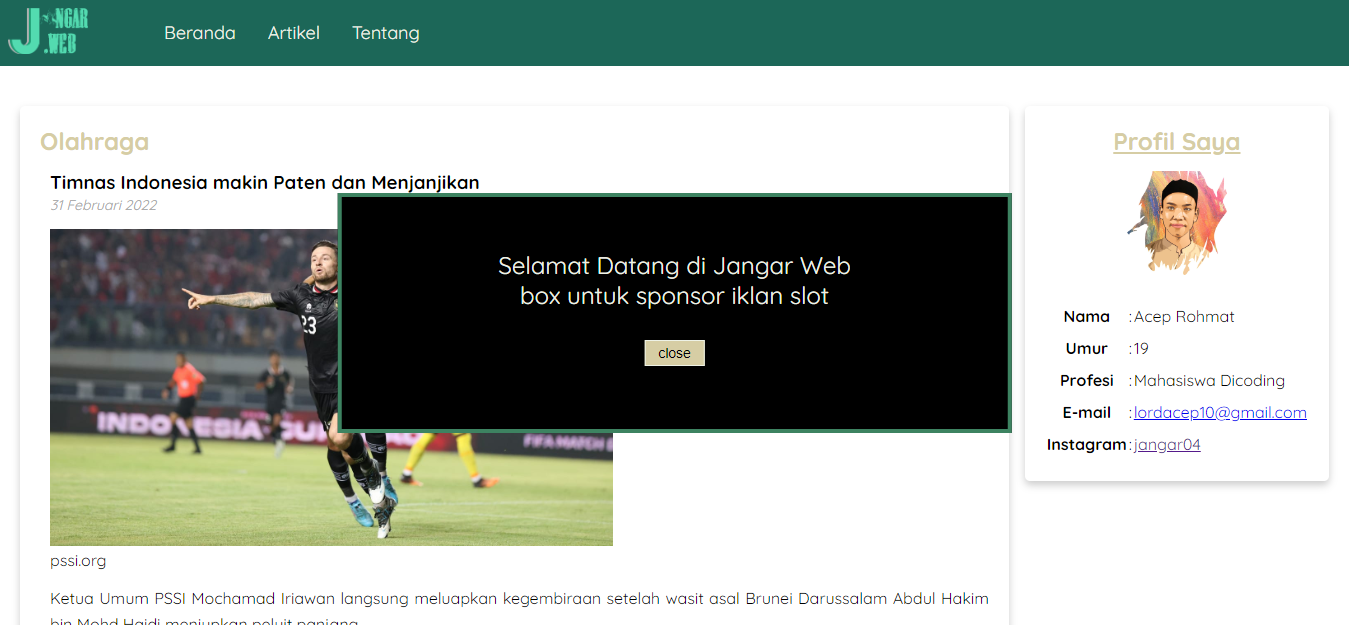 JANGAR
.WEB
Beranda Artikel Tentang
Olahraga
Timnas Indonesia makin Paten dan Menjanjikan
31 Februari 2022
23
INDONESIA
FIFA MATCH
pssi.org
Ketua Umum PSSI Mochamad Iriawan langsung meluapkan kegembiraan setelah wasit asal Brunei Darussalam Abdul Hakim
bin Mohd Haidi meniupkan peluit panjang
Selamat Datang di Jangar Web
box untuk sponsor iklan slot
close
Profil Saya
Nama : Acep Rohmat
Umur : 19
Profesi : Mahasiswa Dicoding
E-mail : lordacep10@gmail.com
Instagram : jangar04